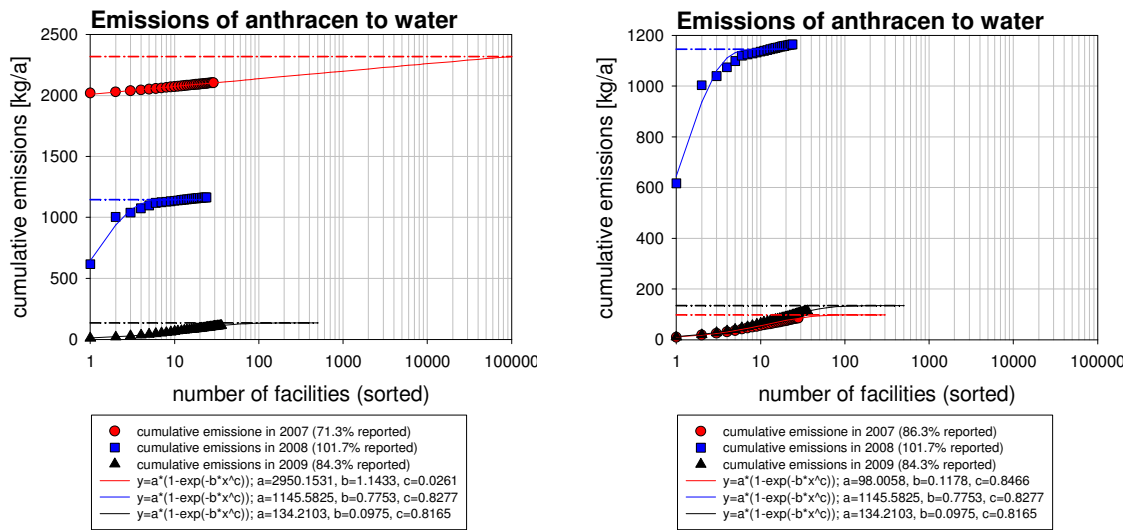 Emissions of anthracen to water
2500
2000
1500
1000
500
0
cumulative emissions [kg/a]
1
10
100
1000
10000
100000
number of facilities (sorted)
cumulative emissione in 2007 (71.3% reported)
cumulative emissions in 2008 (101.7% reported)
cumulative emissions in 2009 (84.3% reported)
y=a*(1-exp(-b*x^c)); a=2950.1531, b=1.1433, c=0.0261
y=a*(1-exp(-b*x^c)); a=1145.5825, b=0.7753, c=0.8277
y=a*(1-exp(-b*x^c)); a=134.2103, b=0.0975, c=0.8165
Emissions of anthracen to water
1200
1000
800
600
400
200
0
cumulative emissions [kg/a]
1
10
100
1000
10000
100000
number of facilities (sorted)
cumulative emissione in 2007 (86.3% reported)
cumulative emissions in 2008 (101.7% reported)
cumulative emissions in 2009 (84.3% reported)
y=a*(1-exp(-b*x^c)); a=98.0058, b=0.1178, c=0.8466
y=a*(1-exp(-b*x^c)); a=1145.5825, b=0.7753, c=0.8277
y=a*(1-exp(-b*x^c)); a=134.2103, b=0.0975, c=0.8165